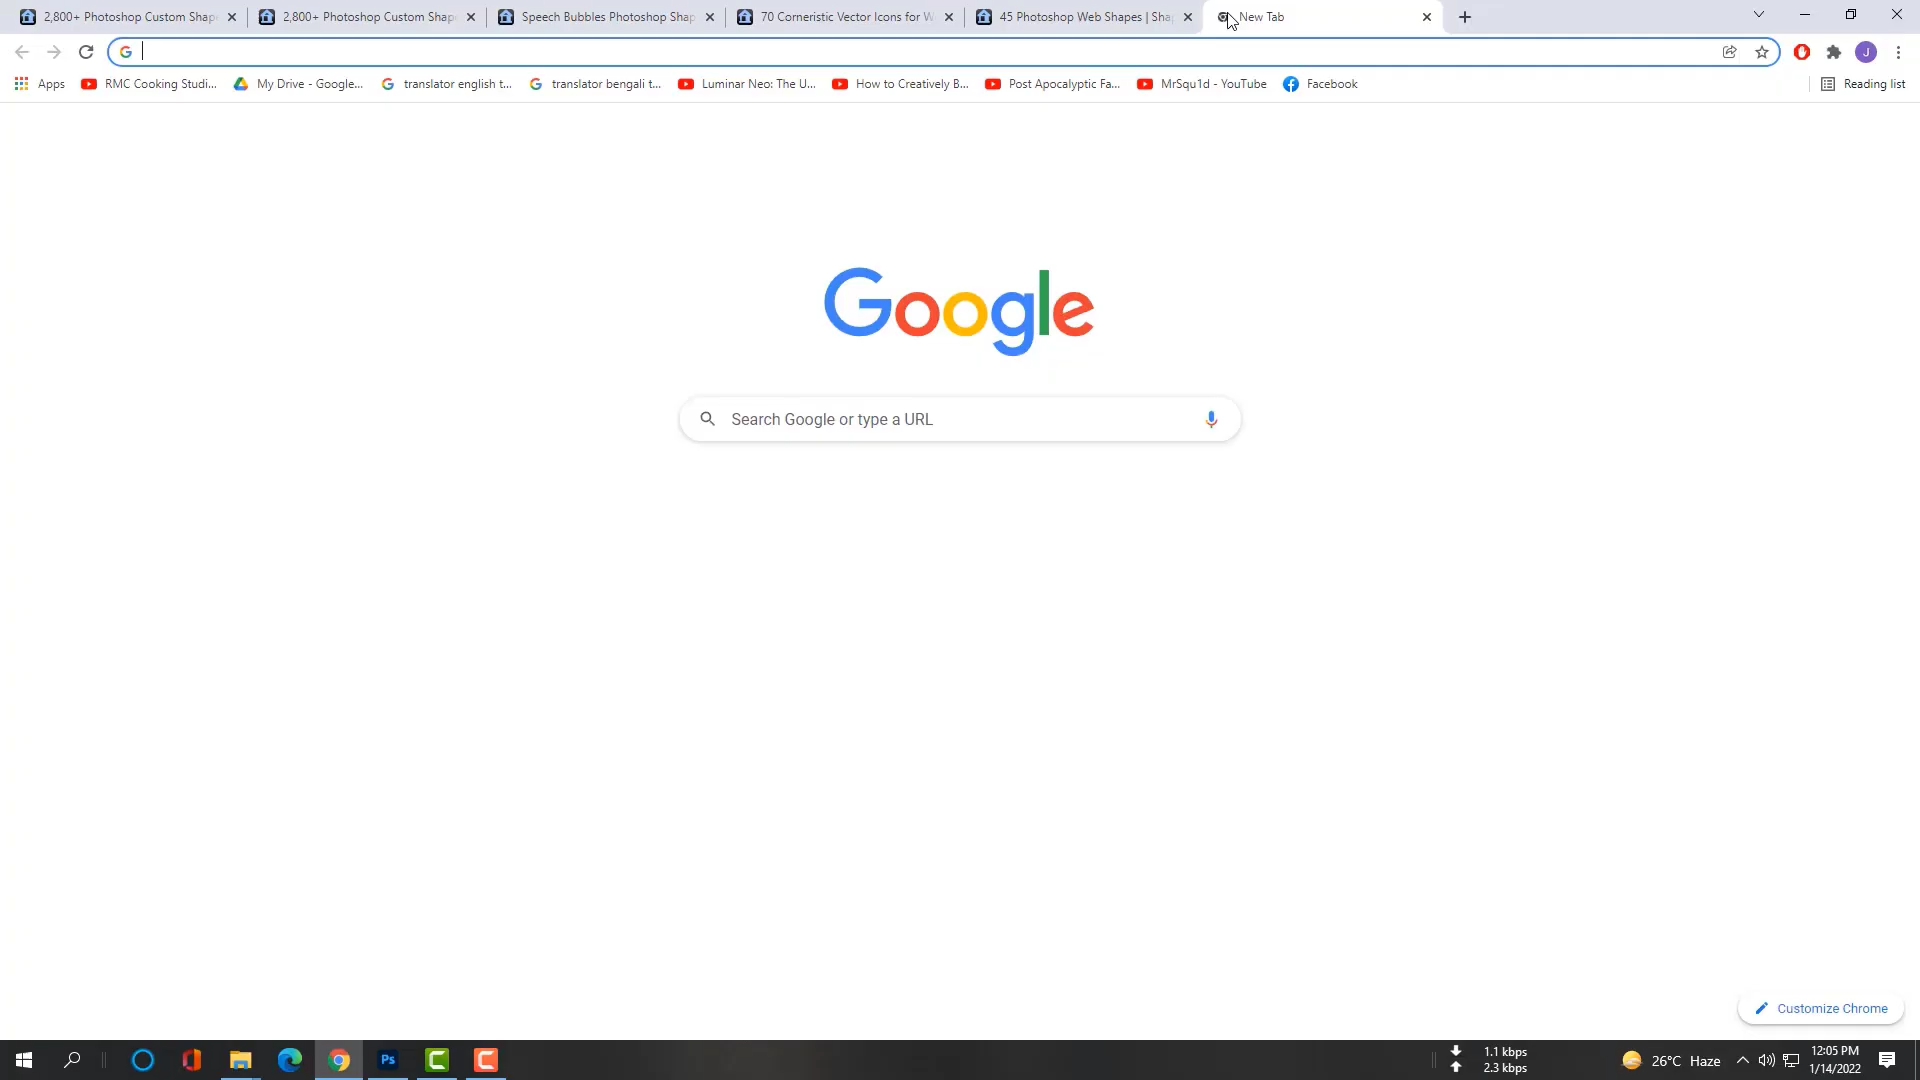 2,800+ Photoshop Custom Shap
2,800+ Photoshop Custom Shap
Speech Bubbles Photoshop Shap
70 Corneristic Vector Icons for W
45 Photoshop Web Shapes | Sha
New Tab
Apps
RMC Cooking Studi...
My Drive - Google...
translator english t...
translator bengali t...
Luminar Neo: The U...
How to Creatively B...
Post Apocalyptic Fa...
MrSqu1d - YouTube
Facebook
Reading list
J
Google
Search Google or type a URL
Customize Chrome
Ps
1.1 kbps
2.3 kbps
26°C Haze
12:05 PM
1/14/2022